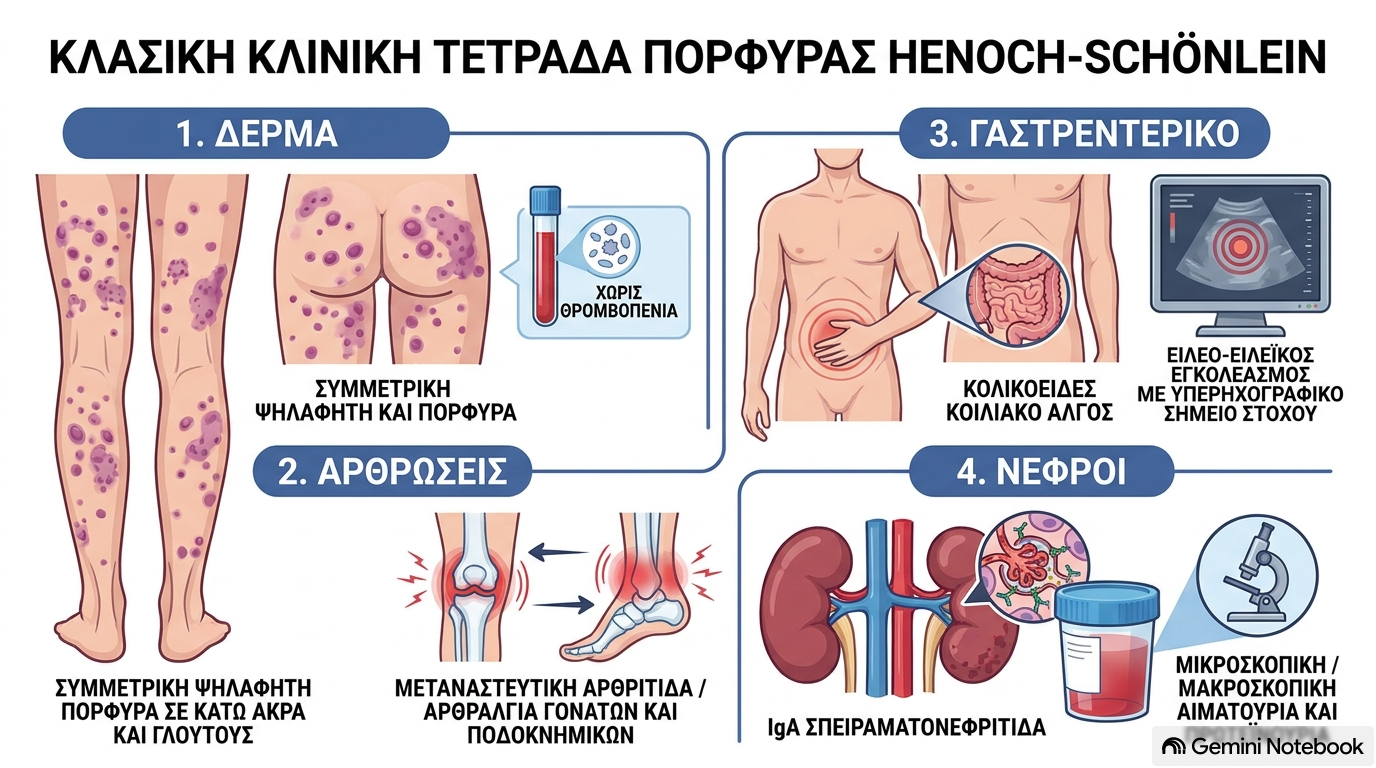 ΚΛΑΣΙΚΗ ΚΛΙΝΙΚΗ ΤΕΤΡΑΔΑ ΠΟΡΦΥΡΑΣ HENOCH-SCHÖNLEIN
1. ΔΕΡΜΑ
ΧΩΡΙΣ
ΘΡΟΜΒΟΠΕΝΙΑ
ΣΥΜΜΕΤΡΙΚΗ
ΨΗΛΑΦΗΤΗ ΚΑΙ ΠΟΡΦΥΡΑ
ΣΥΜΜΕΤΡΙΚΗ ΨΗΛΑΦΗΤΗ
ΠΟΡΦΥΡΑ ΣΕ ΚΑΤΩ ΑΚΡΑ
ΚΑΙ ΓΛΟΥΤΟΥΣ
2. ΑΡΘΡΩΣΕΙΣ
ΜΕΤΑΝΑΣΤΕΥΤΙΚΗ ΑΡΘΡΙΤΙΔΑ /
ΑΡΘΡΑΛΓΙΑ ΓΟΝΑΤΩΝ ΚΑΙ
ΠΟΔΟΚΝΗΜΙΚΩΝ
3. ΓΑΣΤΡΕΝΤΕΡΙΚΟ
ΚΟΛΙΚΟΕΙΔΕΣ
ΚΟΙΛΙΑΚΟ ΑΛΓΟΣ
ΕΙΛΕΟ-ΕΙΛΕΪΚΟΣ
ΕΓΚΟΛΕΑΣΜΟΣ
ΜΕ ΥΠΕΡΗΧΟΓΡΑΦΙΚΟ
ΣΗΜΕΙΟ ΣΤΟΧΟΥ
4. ΝΕΦΡΟΙ
IgA ΣΠΕΙΡΑΜΑΤΟΝΕΦΡΙΤΙΔΑ
ΜΙΚΡΟΣΚΟΠΙΚΗ /
ΜΑΚΡΟΣΚΟΠΙΚΗ
ΑΙΜΑΤΟΥΡΙΑ ΚΑΙ
Gemini Notebook